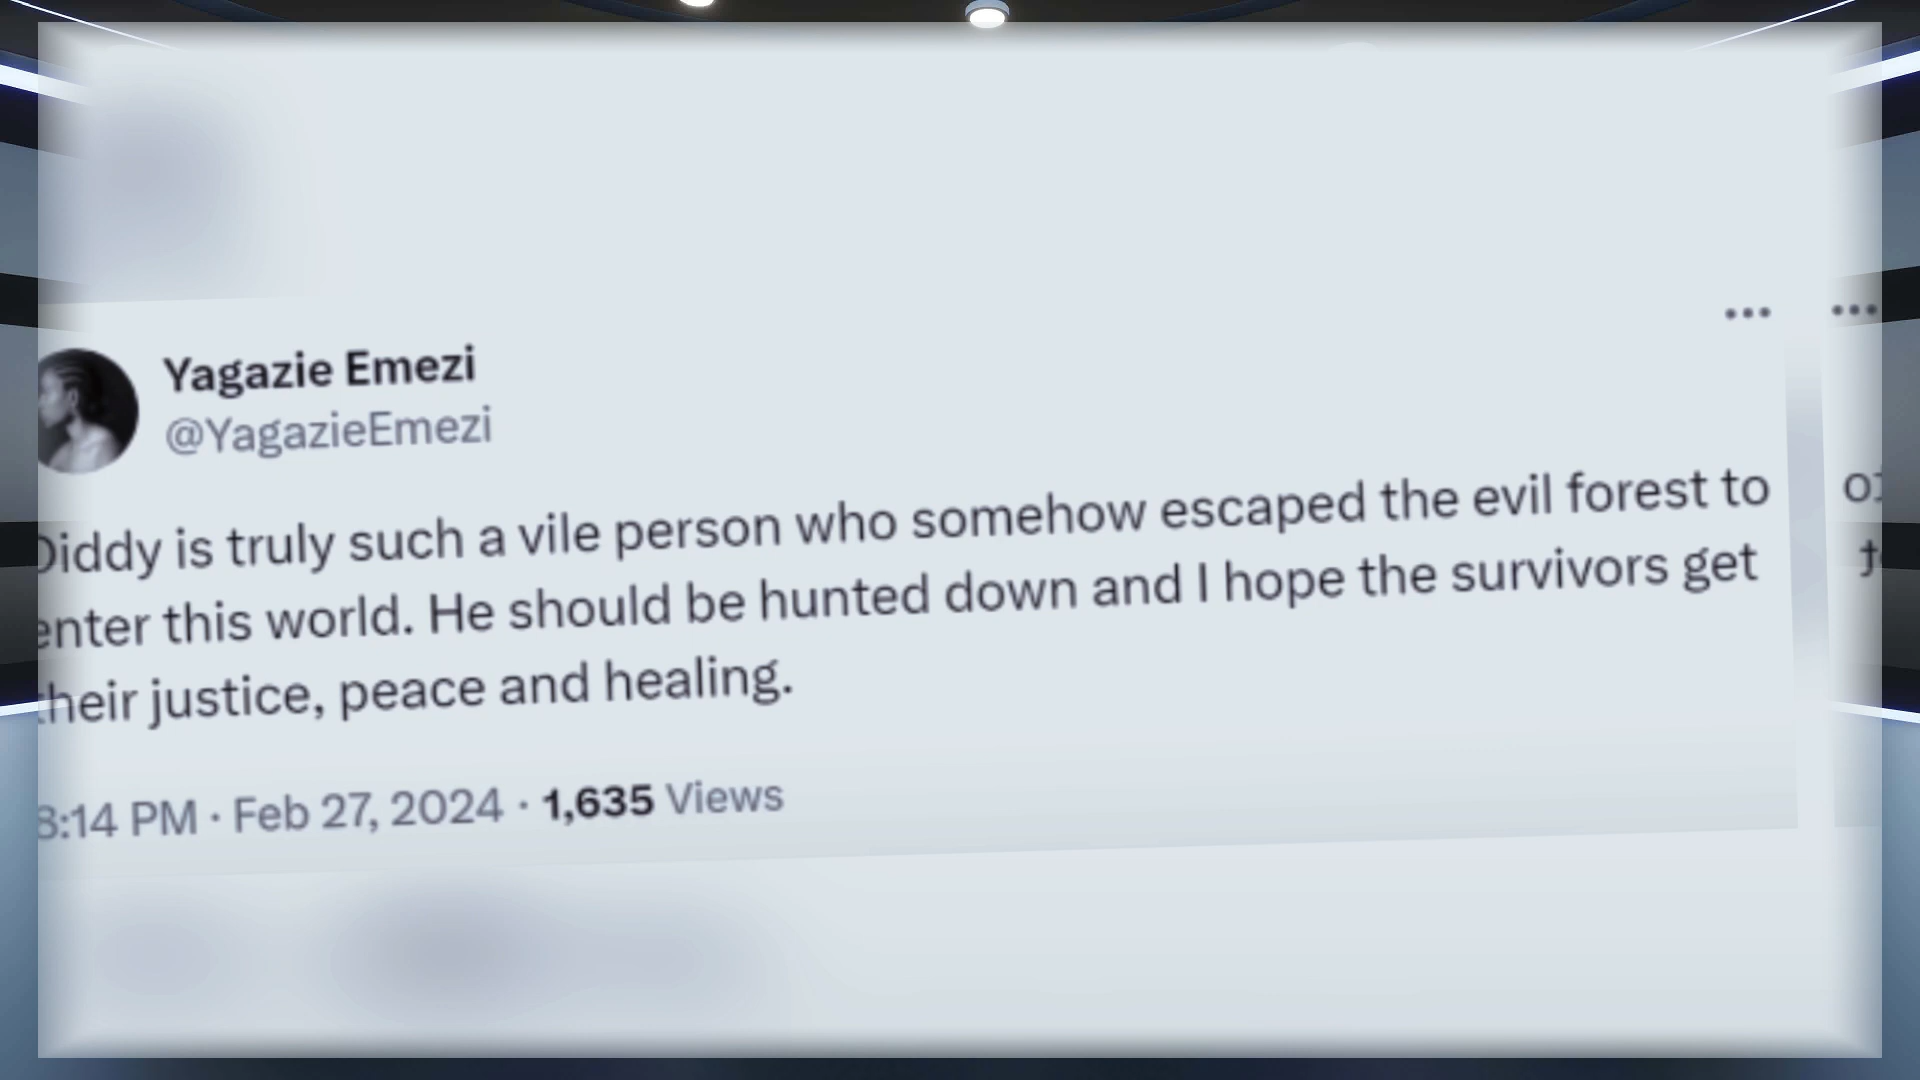 Yagazie Emezi
@YagazieEmezi
Diddy is truly such a vile person who somehow escaped the evil forest to
enter this world. He should be hunted down and I hope the survivors get
their justice, peace and healing.
8:14 PM · Feb 27, 2024 · 1,635 Views